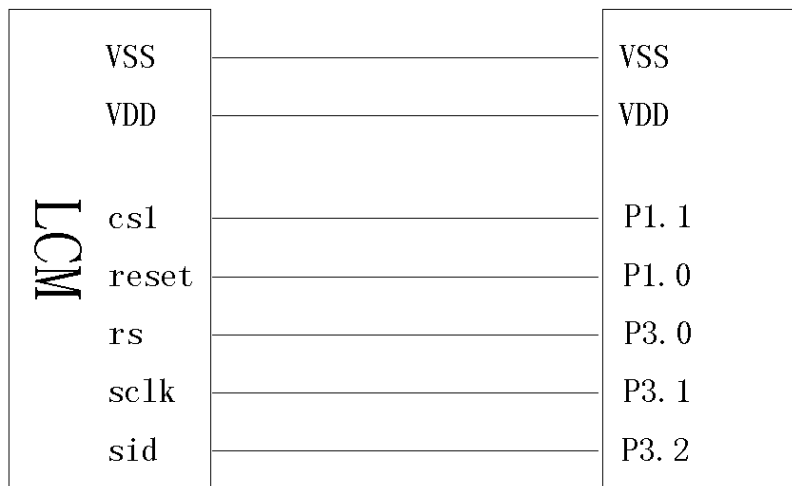 VSS VSS
VDD VDD
LCM
cs1 P1.1
reset P1.0
rs P3.0
sclk P3.1
sid P3.2